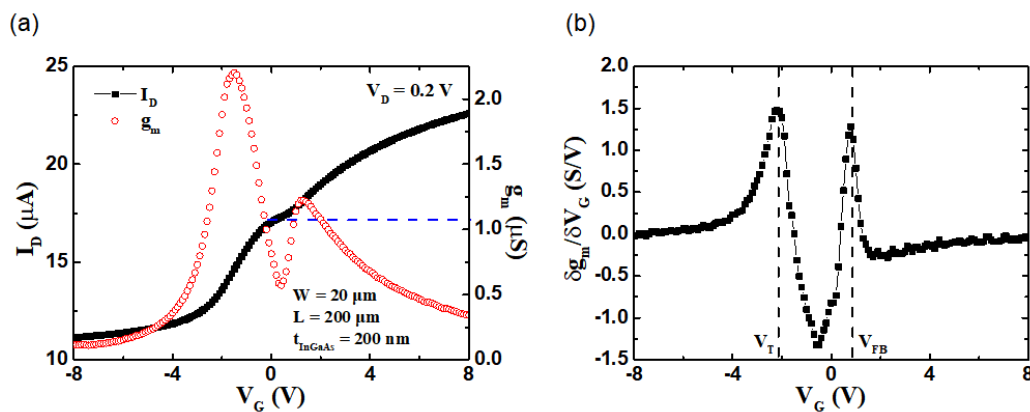 (a)
I_D
g_m
V_D = 0.2 V
W = 20 μm
L = 200 μm
t_InGaAs = 200 nm
25
20
15
10
I_D (μA)
2.0
1.5
1.0
0.5
0.0
g_m (μS)
-8 -4 0 4 8
V_G (V)
(b)
2.0
1.5
1.0
0.5
0.0
-0.5
-1.0
-1.5
δg_m/δV_G (S/V)
V_T
V_FB
-8 -4 0 4 8
V_G (V)